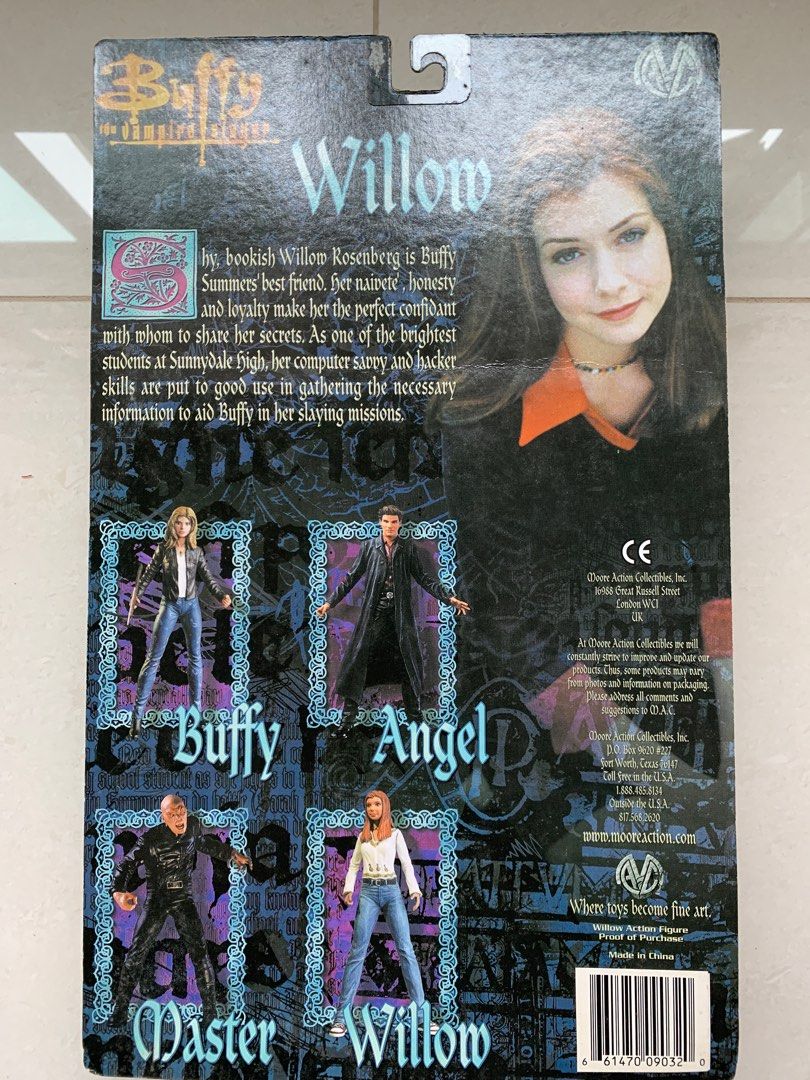 Buffy
the vampire slayer
Willow
Shy, bookish Willow Rosenberg is Buffy
Summers' best friend. Her naivete, honesty
and loyalty make her the perfect confidant
with whom to share her secrets. As one of the brightest
students at Sunnydale High, her computer savvy and hacker
skills are put to good use in gathering the necessary
information to aid Buffy in her slaying missions.
Buffy
Angel
Master
Willow
CE
Moore Action Collectibles, Inc.
16988 Great Russell Street
London WC1
UK
At Moore Action Collectibles we will
constantly strive to improve and update our
products. Thus, some products may vary
from photos and information on packaging.
Please address all comments and
suggestions to M.A.C.
Moore Action Collectibles, Inc.
P.O. Box 9620 #227
Fort Worth, Texas 76147
Toll Free in the U.S.A.
1.888.485.8134
Outside the U.S.A.
817.568.2620
www.mooreaction.com
Where toys become fine art.
Willow Action Figure
Proof of Purchase
Made in China
6 61470 09032 0